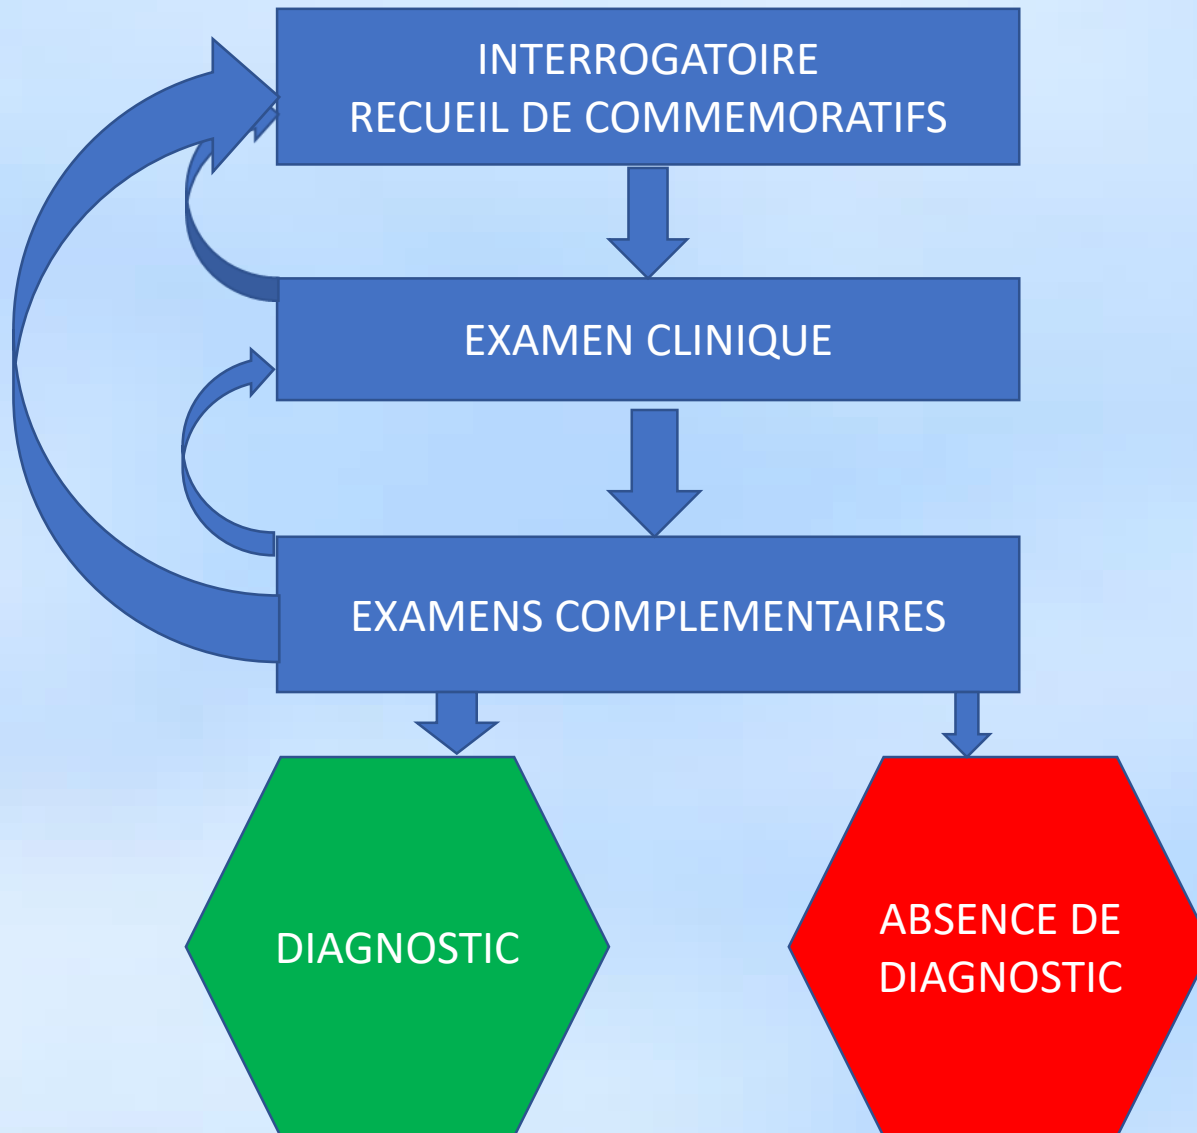 INTERROGATOIRE
RECUEIL DE COMMEMORATIFS
EXAMEN CLINIQUE
EXAMENS COMPLEMENTAIRES
DIAGNOSTIC
ABSENCE DE
DIAGNOSTIC